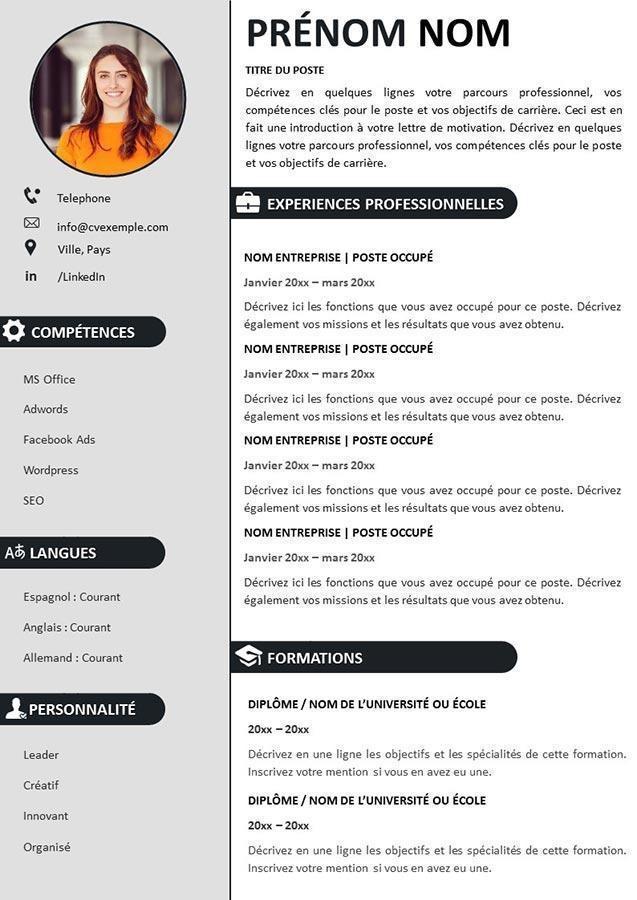 PRÉNOM NOM
TITRE DU POSTE
Décrivez en quelques lignes votre parcours professionnel, vos
compétences clés pour le poste et vos objectifs de carrière. Ceci est en
fait une introduction à votre lettre de motivation. Décrivez en quelques
lignes votre parcours professionnel, vos compétences clés pour le poste
et vos objectifs de carrière.
Telephone
info@cvexemple.com
Ville, Pays
in /LinkedIn
COMPÉTENCES
MS Office
Adwords
Facebook Ads
Wordpress
SEO
Aあ LANGUES
Espagnol : Courant
Anglais : Courant
Allemand : Courant
PERSONNALITÉ
Leader
Créatif
Innovant
Organisé
EXPERIENCES PROFESSIONNELLES
NOM ENTREPRISE | POSTE OCCUPÉ
Janvier 20xx – mars 20xx
Décrivez ici les fonctions que vous avez occupé pour ce poste. Décrivez
également vos missions et les résultats que vous avez obtenu.
NOM ENTREPRISE | POSTE OCCUPÉ
Janvier 20xx – mars 20xx
Décrivez ici les fonctions que vous avez occupé pour ce poste. Décrivez
également vos missions et les résultats que vous avez obtenu.
NOM ENTREPRISE | POSTE OCCUPÉ
Janvier 20xx – mars 20xx
Décrivez ici les fonctions que vous avez occupé pour ce poste. Décrivez
également vos missions et les résultats que vous avez obtenu.
NOM ENTREPRISE | POSTE OCCUPÉ
Janvier 20xx – mars 20xx
Décrivez ici les fonctions que vous avez occupé pour ce poste. Décrivez
également vos missions et les résultats que vous avez obtenu.
FORMATIONS
DIPLÔME / NOM DE L’UNIVERSITÉ OU ÉCOLE
20xx – 20xx
Décrivez en une ligne les objectifs et les spécialités de cette formation.
Inscrivez votre mention si vous en avez eu une.
DIPLÔME / NOM DE L’UNIVERSITÉ OU ÉCOLE
20xx – 20xx
Décrivez en une ligne les objectifs et les spécialités de cette formation.
Inscrivez votre mention si vous en avez eu une.